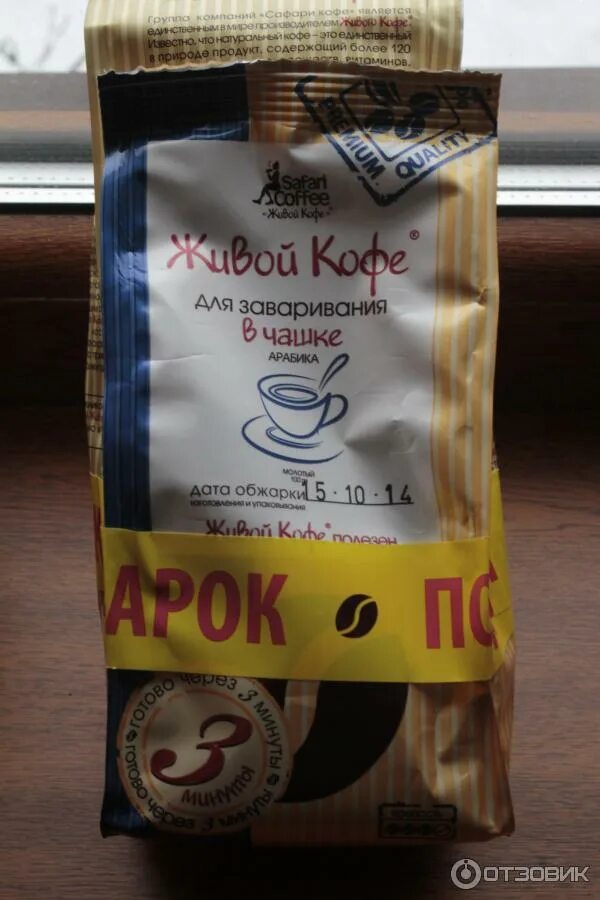 Группа компаний «Сафари кофе» является
единственным в мире производителем Живого Кофе.
Известно, что натуральный кофе – это единственный
в природе продукт, содержащий более 120
витаминов,
PREMIUM QUALITY
Safari
Coffee
«Живой Кофе»
Живой Кофе®
для заваривания
в чашке
АРАБИКА
молотый
дата обжарки 15·10·14
изготовления и упаковывания
Живой Кофе® полезен
АРОК ПО
ГОТОВО ЧЕРЕЗ 3 МИНУТЫ
ГОТОВО ЧЕРЕЗ 3 МИНУТЫ
3
МИНУТЫ
ОТЗОВИК